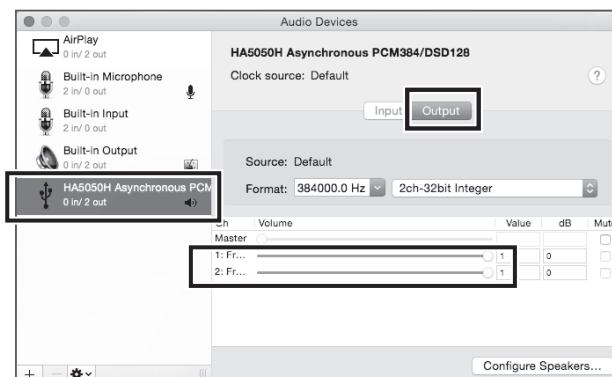 Audio Devices
AirPlay
0 in/ 2 out
Built-in Microphone
2 in/ 0 out
Built-in Input
2 in/ 0 out
Built-in Output
0 in/ 2 out
HA5050H Asynchronous PCM
0 in/ 2 out
HA5050H Asynchronous PCM384/DSD128
Clock source: Default
?
Input Output
Source: Default
Format: 384000.0 Hz 2ch-32bit Integer
Ch Volume Value dB Mute
Master
1: Fr... 1 0
2: Fr... 1 0
Configure Speakers...